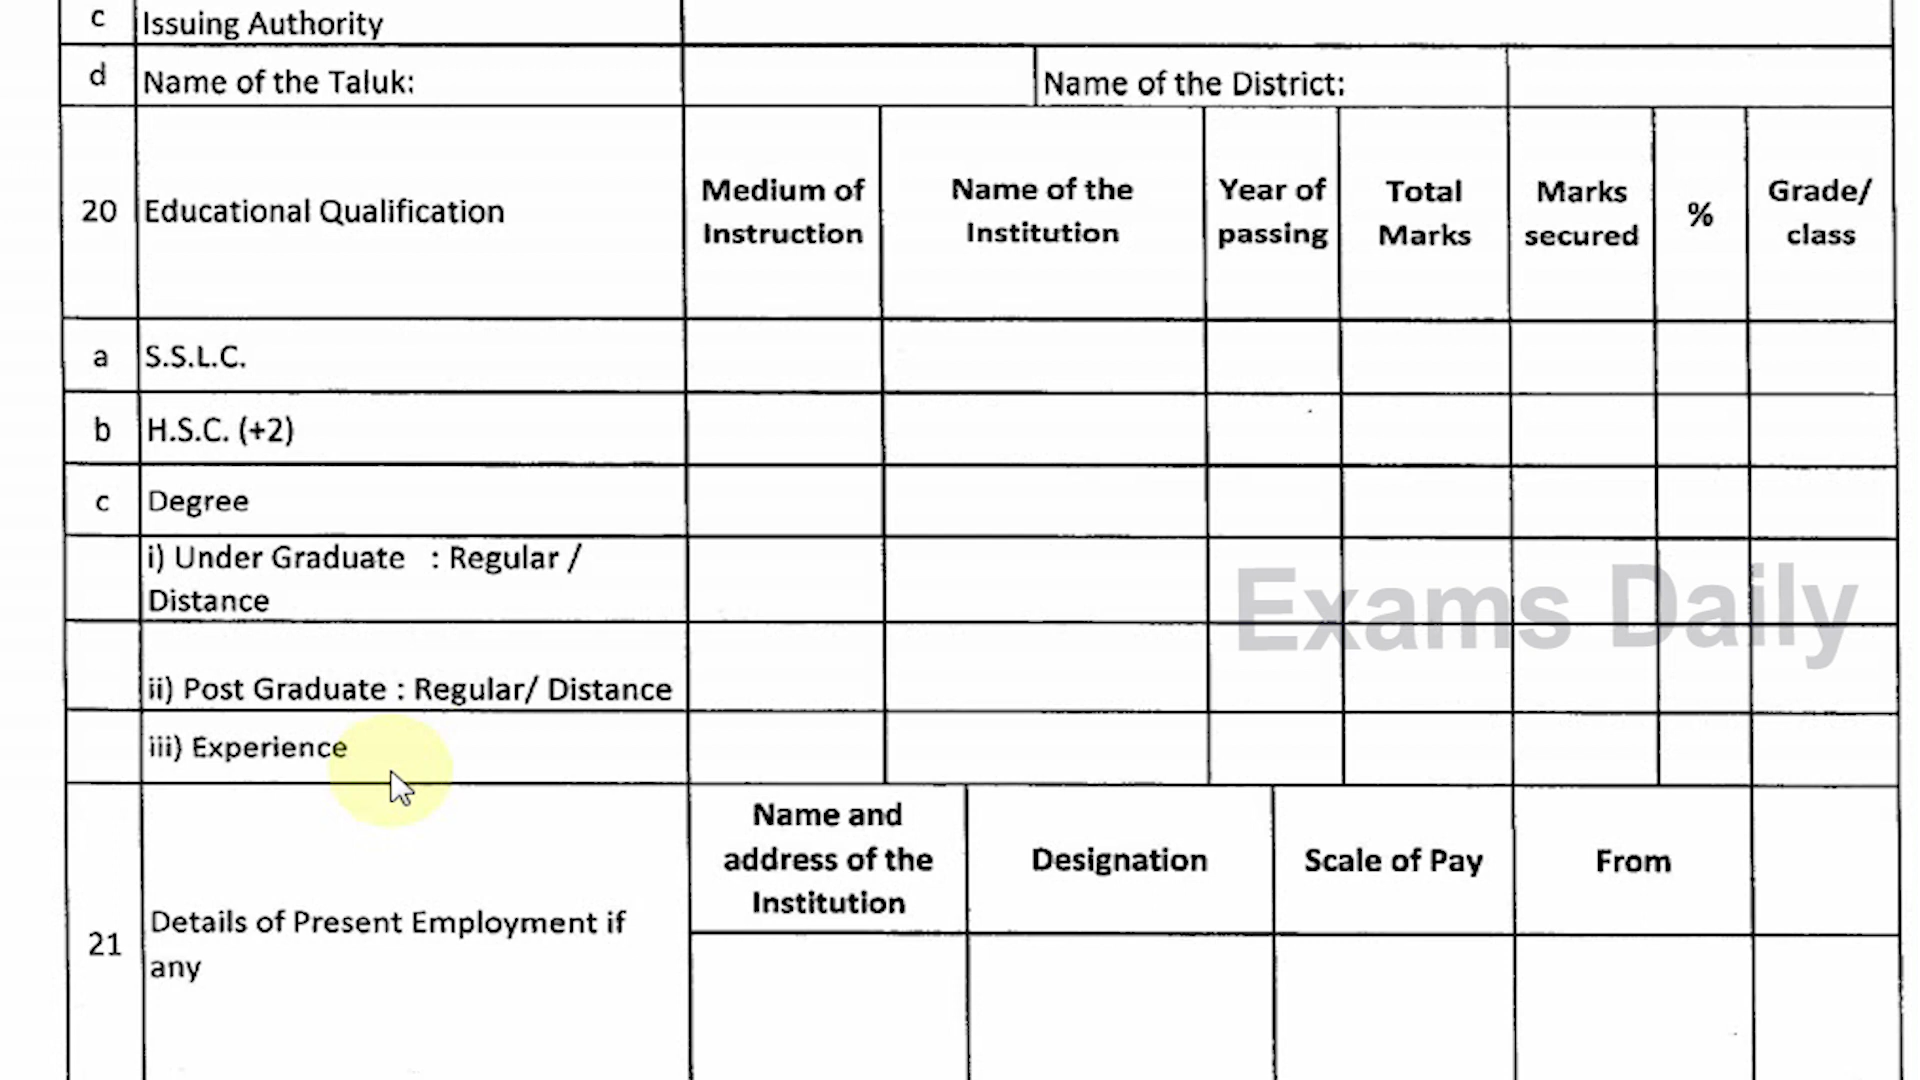 c Issuing Authority
d Name of the Taluk: Name of the District:
20 Educational Qualification
Medium of
Instruction
Name of the
Institution
Year of
passing
Total
Marks
Marks
secured
%
Grade/
class
a S.S.L.C.
b H.S.C. (+2)
c Degree
i) Under Graduate : Regular /
Distance
Exams Daily
ii) Post Graduate : Regular/ Distance
iii) Experience
21 Details of Present Employment if
any
Name and
address of the
Institution
Designation
Scale of Pay
From